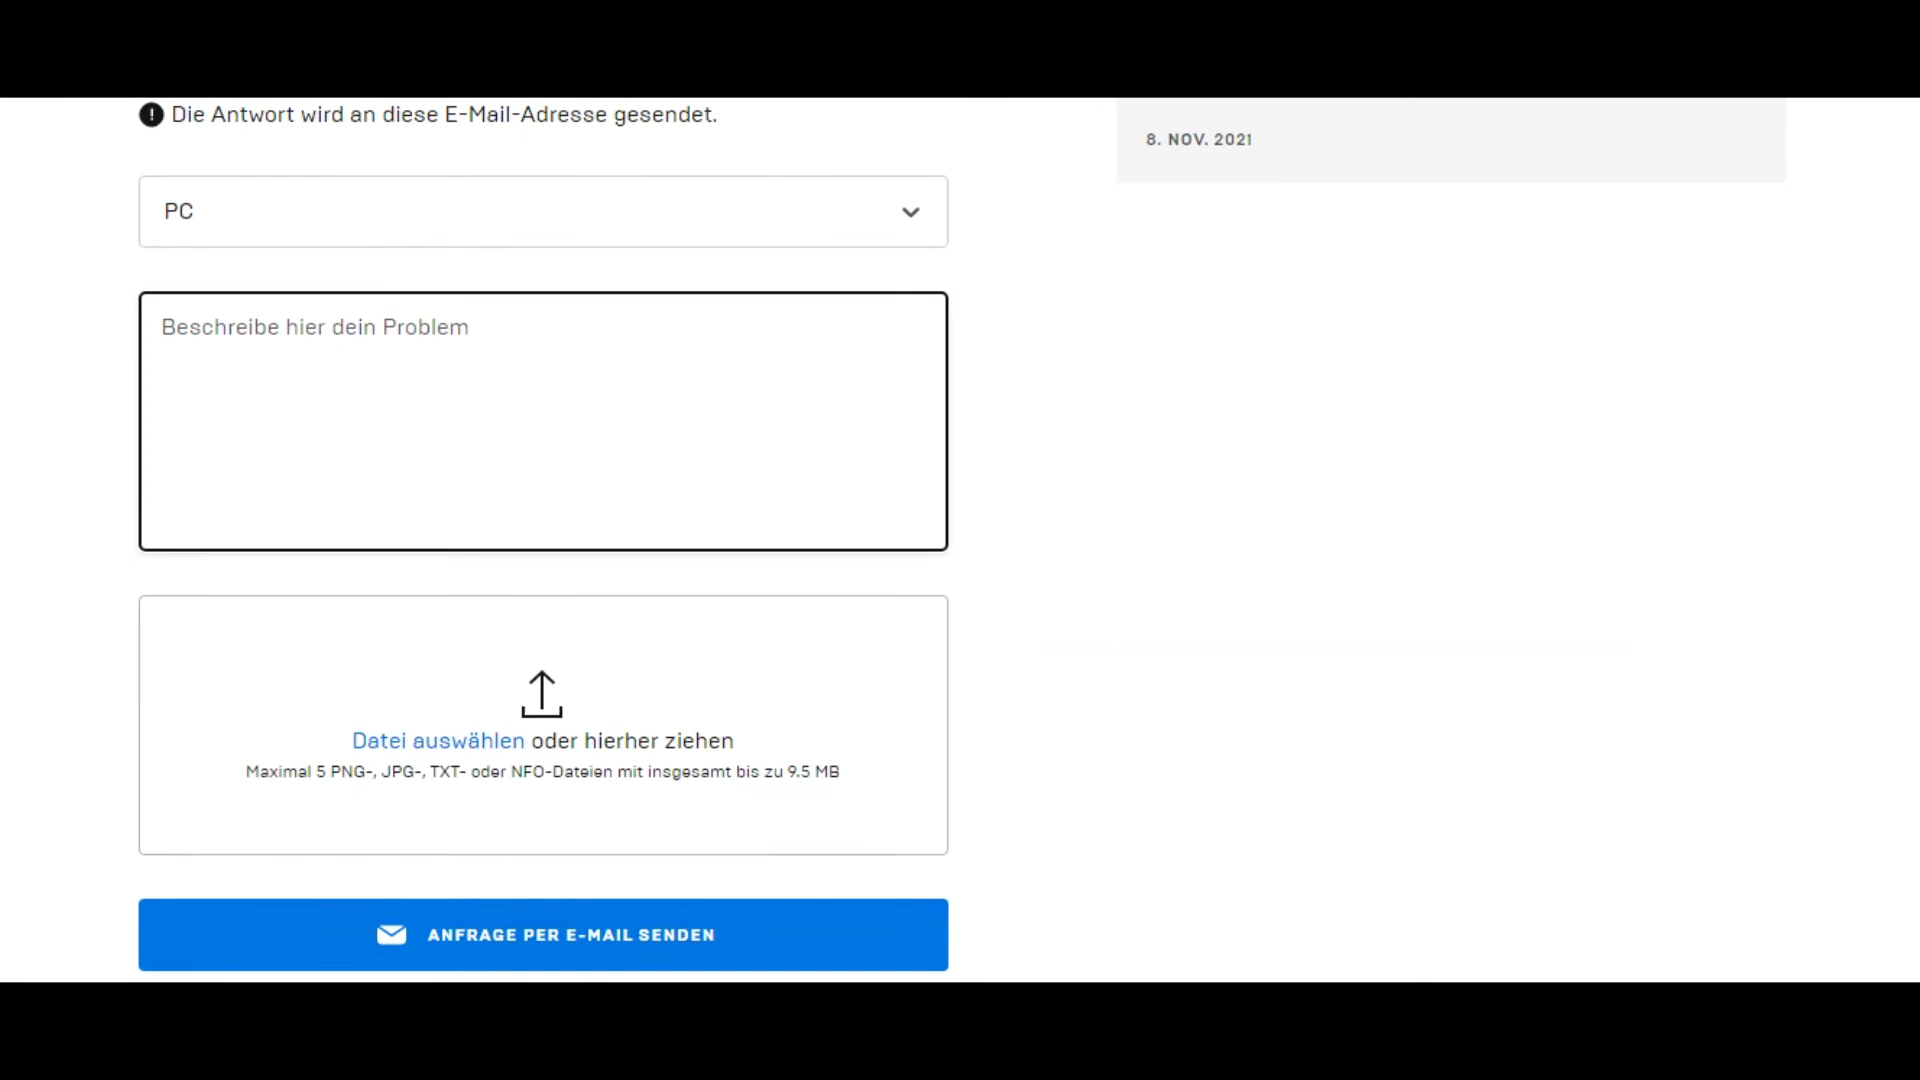 Die Antwort wird an diese E-Mail-Adresse gesendet.
8. NOV. 2021
PC
Beschreibe hier dein Problem
Datei auswählen oder hierher ziehen
Maximal 5 PNG-, JPG-, TXT- oder NFO-Dateien mit insgesamt bis zu 9.5 MB
ANFRAGE PER E-MAIL SENDEN